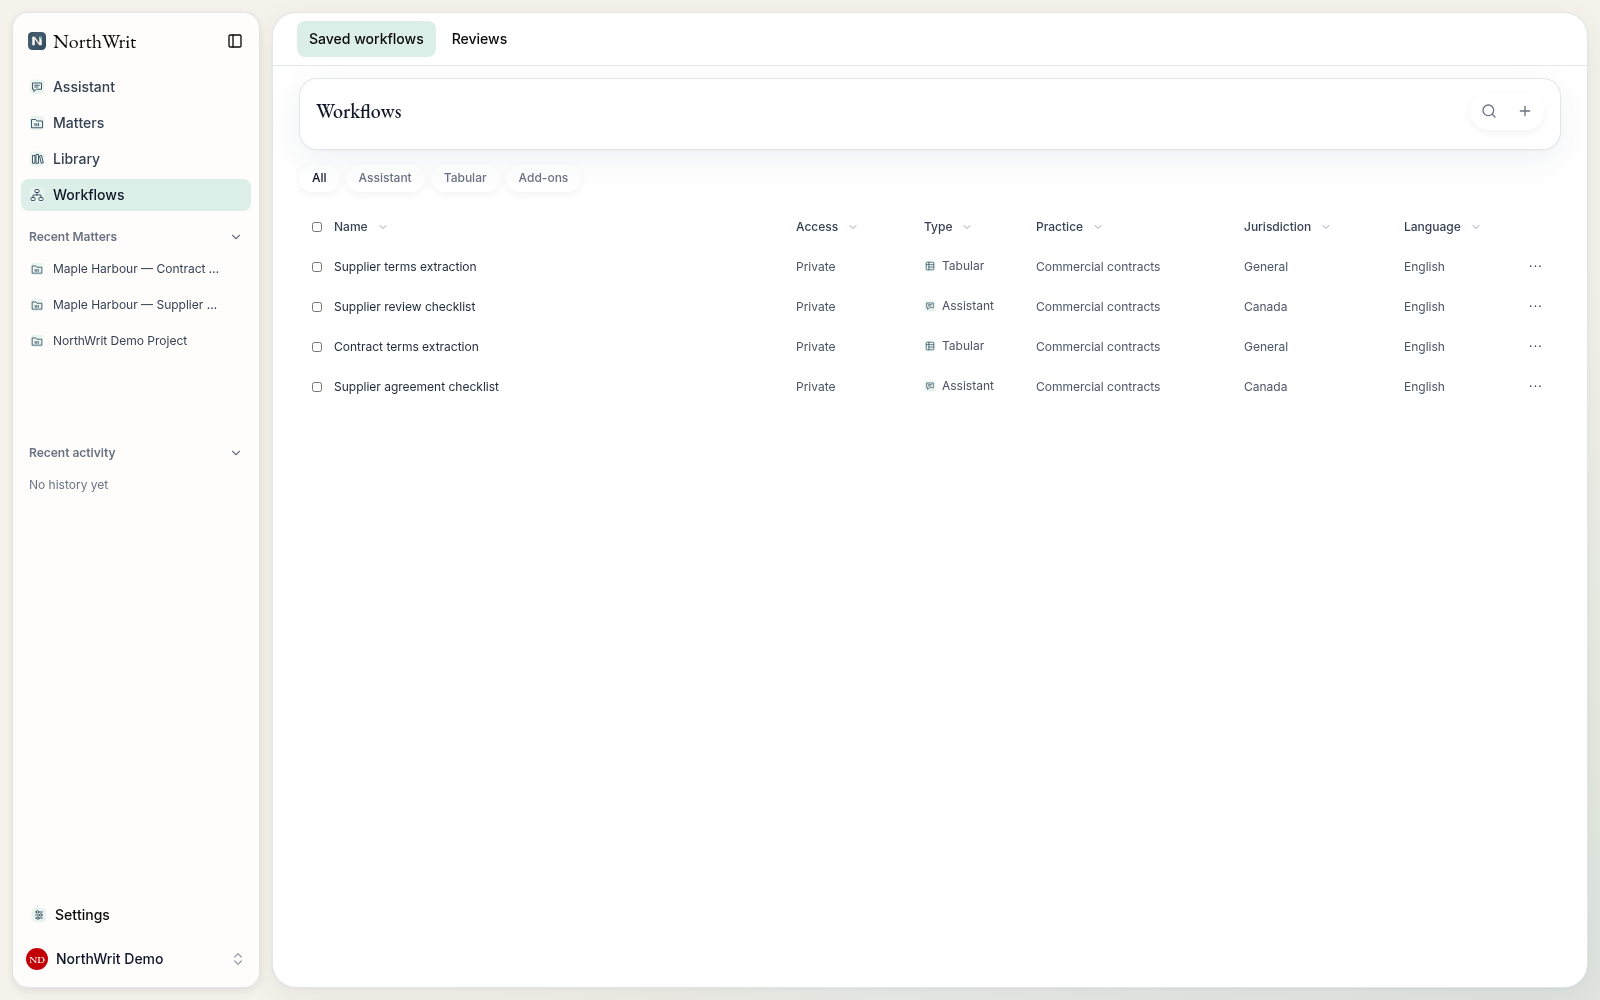 NorthWrit
Assistant
Matters
Library
Workflows
Recent Matters
Maple Harbour — Contract ...
Maple Harbour — Supplier ...
NorthWrit Demo Project
Recent activity
No history yet
Settings
ND NorthWrit Demo
Saved workflows Reviews
Workflows
All Assistant Tabular Add-ons
Name Access Type Practice Jurisdiction Language
Supplier terms extraction Private Tabular Commercial contracts General English
Supplier review checklist Private Assistant Commercial contracts Canada English
Contract terms extraction Private Tabular Commercial contracts General English
Supplier agreement checklist Private Assistant Commercial contracts Canada English